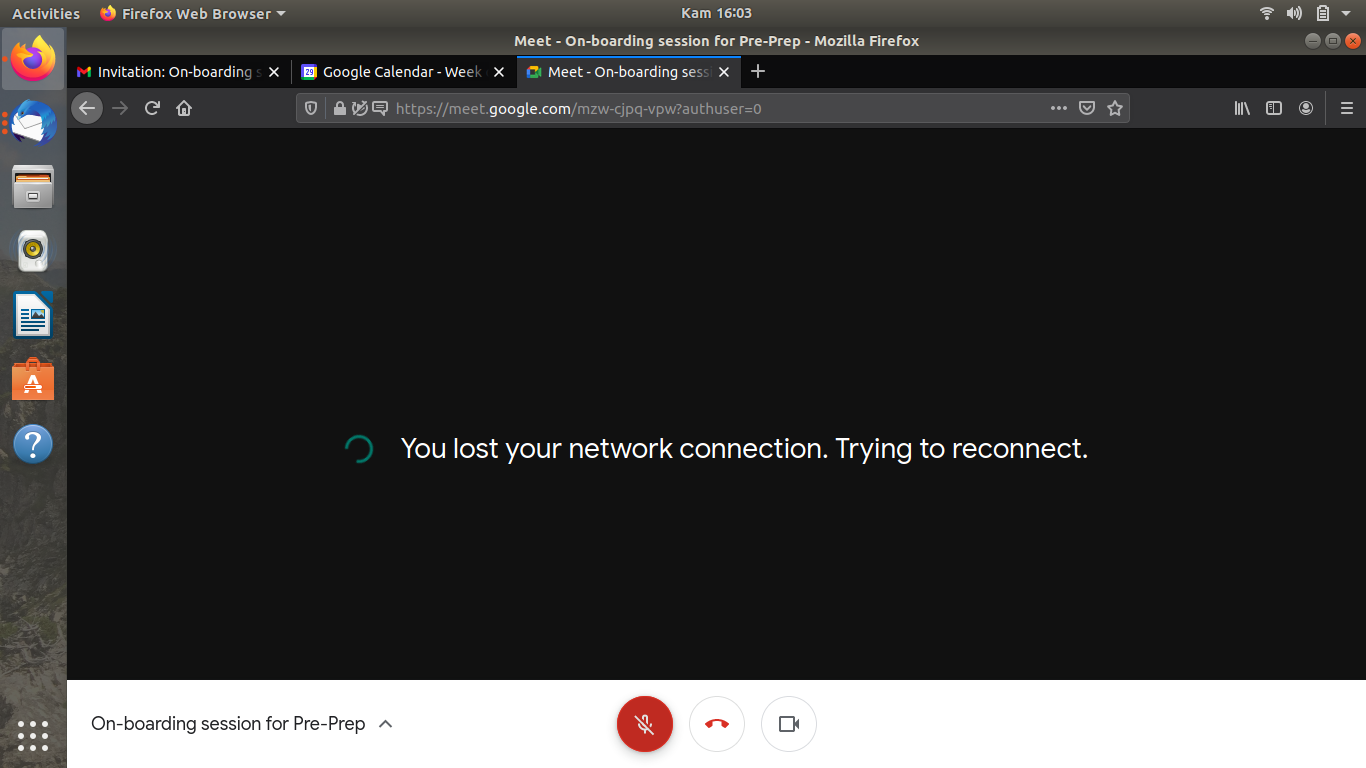 Activities Firefox Web Browser Kam 16:03
Meet - On-boarding session for Pre-Prep - Mozilla Firefox
Invitation: On-boarding s Google Calendar - Week Meet - On-boarding sessi
https://meet.google.com/mzw-cjpq-vpw?authuser=0
You lost your network connection. Trying to reconnect.
On-boarding session for Pre-Prep